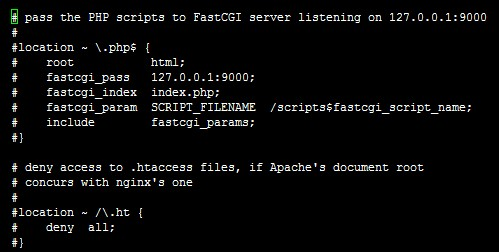 # pass the PHP scripts to FastCGI server listening on 127.0.0.1:9000
#
#location ~ \.php$ {
#    root           html;
#    fastcgi_pass   127.0.0.1:9000;
#    fastcgi_index  index.php;
#    fastcgi_param  SCRIPT_FILENAME  /scripts$fastcgi_script_name;
#    include        fastcgi_params;
#}

# deny access to .htaccess files, if Apache's document root
# concurs with nginx's one
#
#location ~ /\.ht {
#    deny  all;
#}